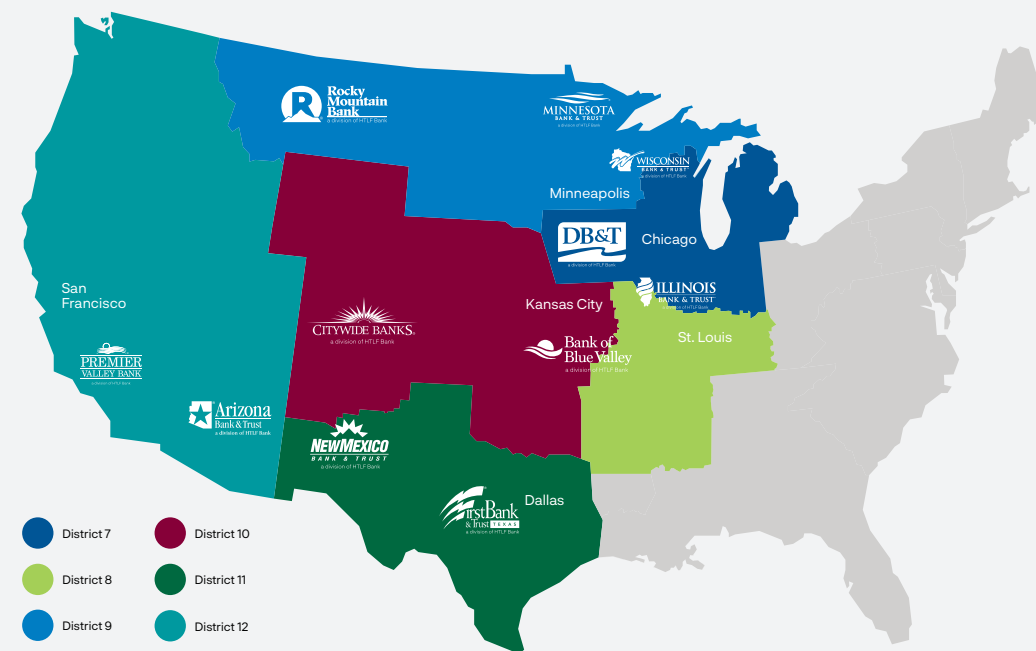 Rocky
Mountain
Bank
a division of HTLF Bank
MINNESOTA
BANK & TRUST
a division of HTLF Bank
WISCONSIN
BANK & TRUST
a division of HTLF Bank
Minneapolis
DB&T
a division of HTLF Bank
Chicago
San
Francisco
ILLINOIS
BANK & TRUST
a division of HTLF Bank
Kansas City
CITYWIDE BANKS
a division of HTLF Bank
St. Louis
Bank of
Blue Valley
a division of HTLF Bank
PREMIER
VALLEY BANK
a division of HTLF Bank
Arizona
Bank & Trust
a division of HTLF Bank
NEW MEXICO
BANK & TRUST
a division of HTLF Bank
FirstBank
& Trust TEXAS
a division of HTLF Bank
Dallas
District 7
District 10
District 8
District 11
District 9
District 12